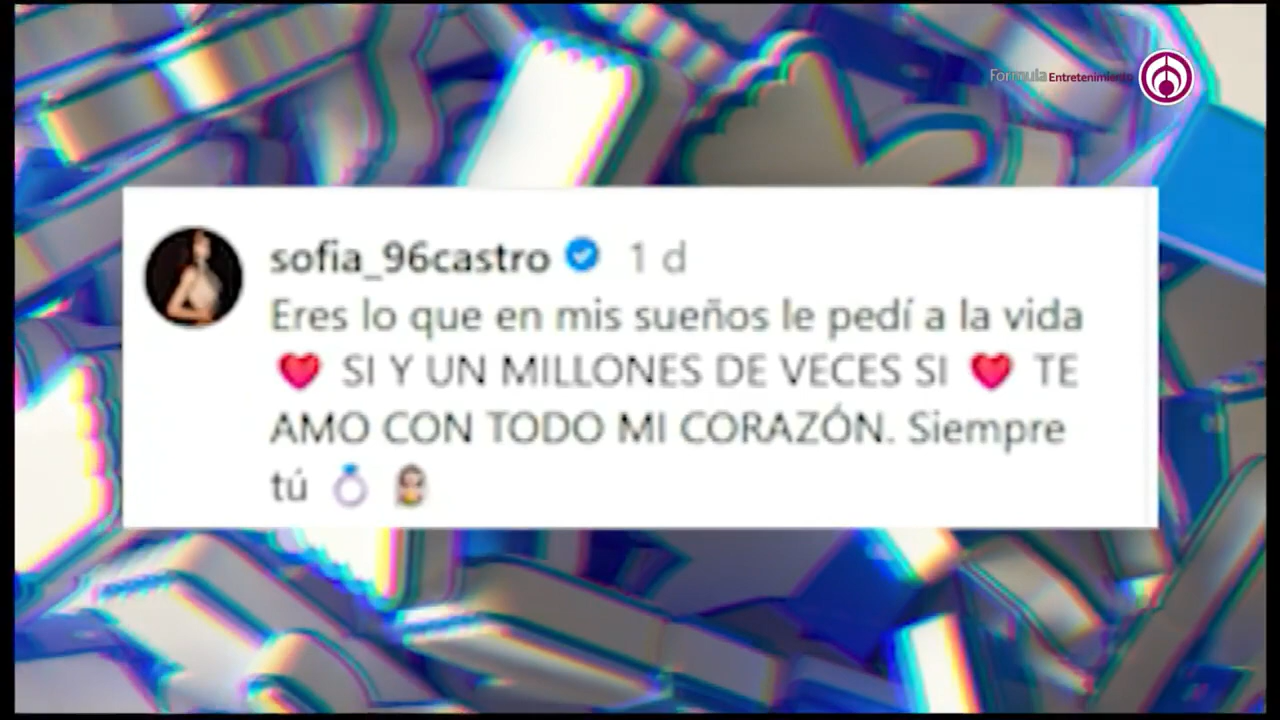 Formula Entretenimiento
sofia_96castro 1 d
Eres lo que en mis sueños le pedí a la vida
❤️ SI Y UN MILLONES DE VECES SI ❤️ TE
AMO CON TODO MI CORAZÓN. Siempre
tú 💍 👩